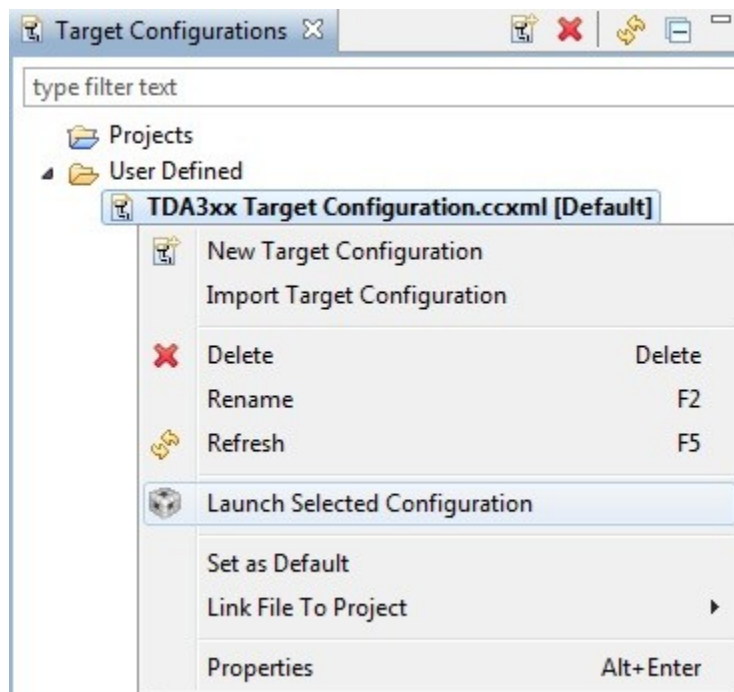 Target Configurations
type filter text
Projects
User Defined
TDA3xx Target Configuration.ccxml [Default]
New Target Configuration
Import Target Configuration
Delete Delete
Rename F2
Refresh F5
Launch Selected Configuration
Set as Default
Link File To Project
Properties Alt+Enter